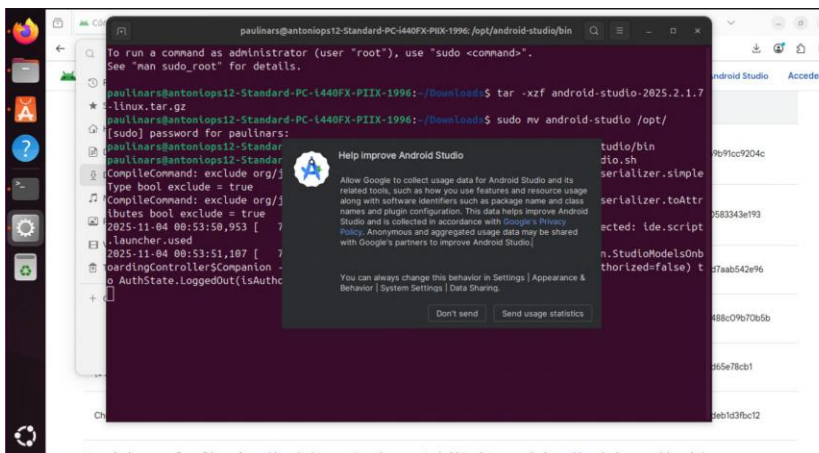 paulinars@antoniops12-Standard-PC-i440FX-PIIX-1996: /opt/android-studio/bin
To run a command as administrator (user "root"), use "sudo <command>".
See "man sudo_root" for details.
paulinars@antoniops12-Standard-PC-i440FX-PIIX-1996:~/Downloads$ tar -xzf android-studio-2025.2.1.7
-linux.tar.gz
paulinars@antoniops12-Standard-PC-i440FX-PIIX-1996:~/Downloads$ sudo mv android-studio /opt/
[sudo] password for paulinars:
paulinars@antoniops12-Standar tudio/bin
paulinars@antoniops12-Standar dio.sh
CompileCommand: exclude org/j serializer.simple
Type bool exclude = true
CompileCommand: exclude org/j serializer.toAttr
ibutes bool exclude = true
2025-11-04 00:53:50,953 [ 7 ected: ide.script
.launcher.used
2025-11-04 00:53:51,107 [ 7 n.StudioModelsOnb
oardingController$Companion - thorized=false) t
o AuthState.LoggedOut(isAutho
Help improve Android Studio
Allow Google to collect usage data for Android Studio and its
related tools, such as how you use features and resource usage
along with software identifiers such as package name and class
names and plugin configuration. This data helps improve Android
Studio and is collected in accordance with Google's Privacy
Policy. Anonymous and aggregated usage data may be shared
with Google's partners to improve Android Studio.
You can always change this behavior in Settings | Appearance &
Behavior | System Settings | Data Sharing.
Don't send
Send usage statistics
Android Studio
Accede
9b91cc9204c
0583343e193
d7aab542e96
488c09b70b5b
d65e78cb1
Ch
deb1d3fbc12